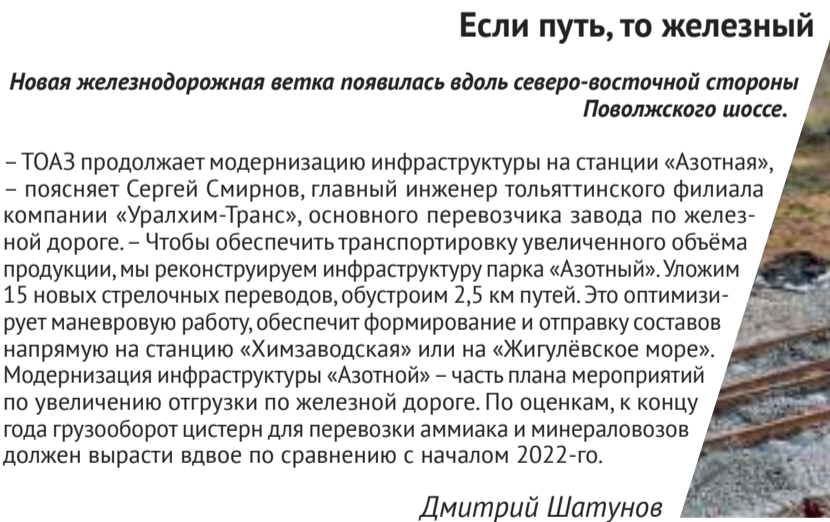 Если путь, то железный
Новая железнодорожная ветка появилась вдоль северо-восточной стороны
Поволжского шоссе.
– ТОАЗ продолжает модернизацию инфраструктуры на станции «Азотная»,
– поясняет Сергей Смирнов, главный инженер тольяттинского филиала
компании «Уралхим-Транс», основного перевозчика завода по желез-
ной дороге. – Чтобы обеспечить транспортировку увеличенного объёма
продукции, мы реконструируем инфраструктуру парка «Азотный». Уложим
15 новых стрелочных переводов, обустроим 2,5 км путей. Это оптимизи-
рует маневровую работу, обеспечит формирование и отправку составов
напрямую на станцию «Химзаводская» или на «Жигулёвское море».
Модернизация инфраструктуры «Азотной» – часть плана мероприятий
по увеличению отгрузки по железной дороге. По оценкам, к концу
года грузооборот цистерн для перевозки аммиака и минераловозов
должен вырасти вдвое по сравнению с началом 2022-го.
Дмитрий Шатунов